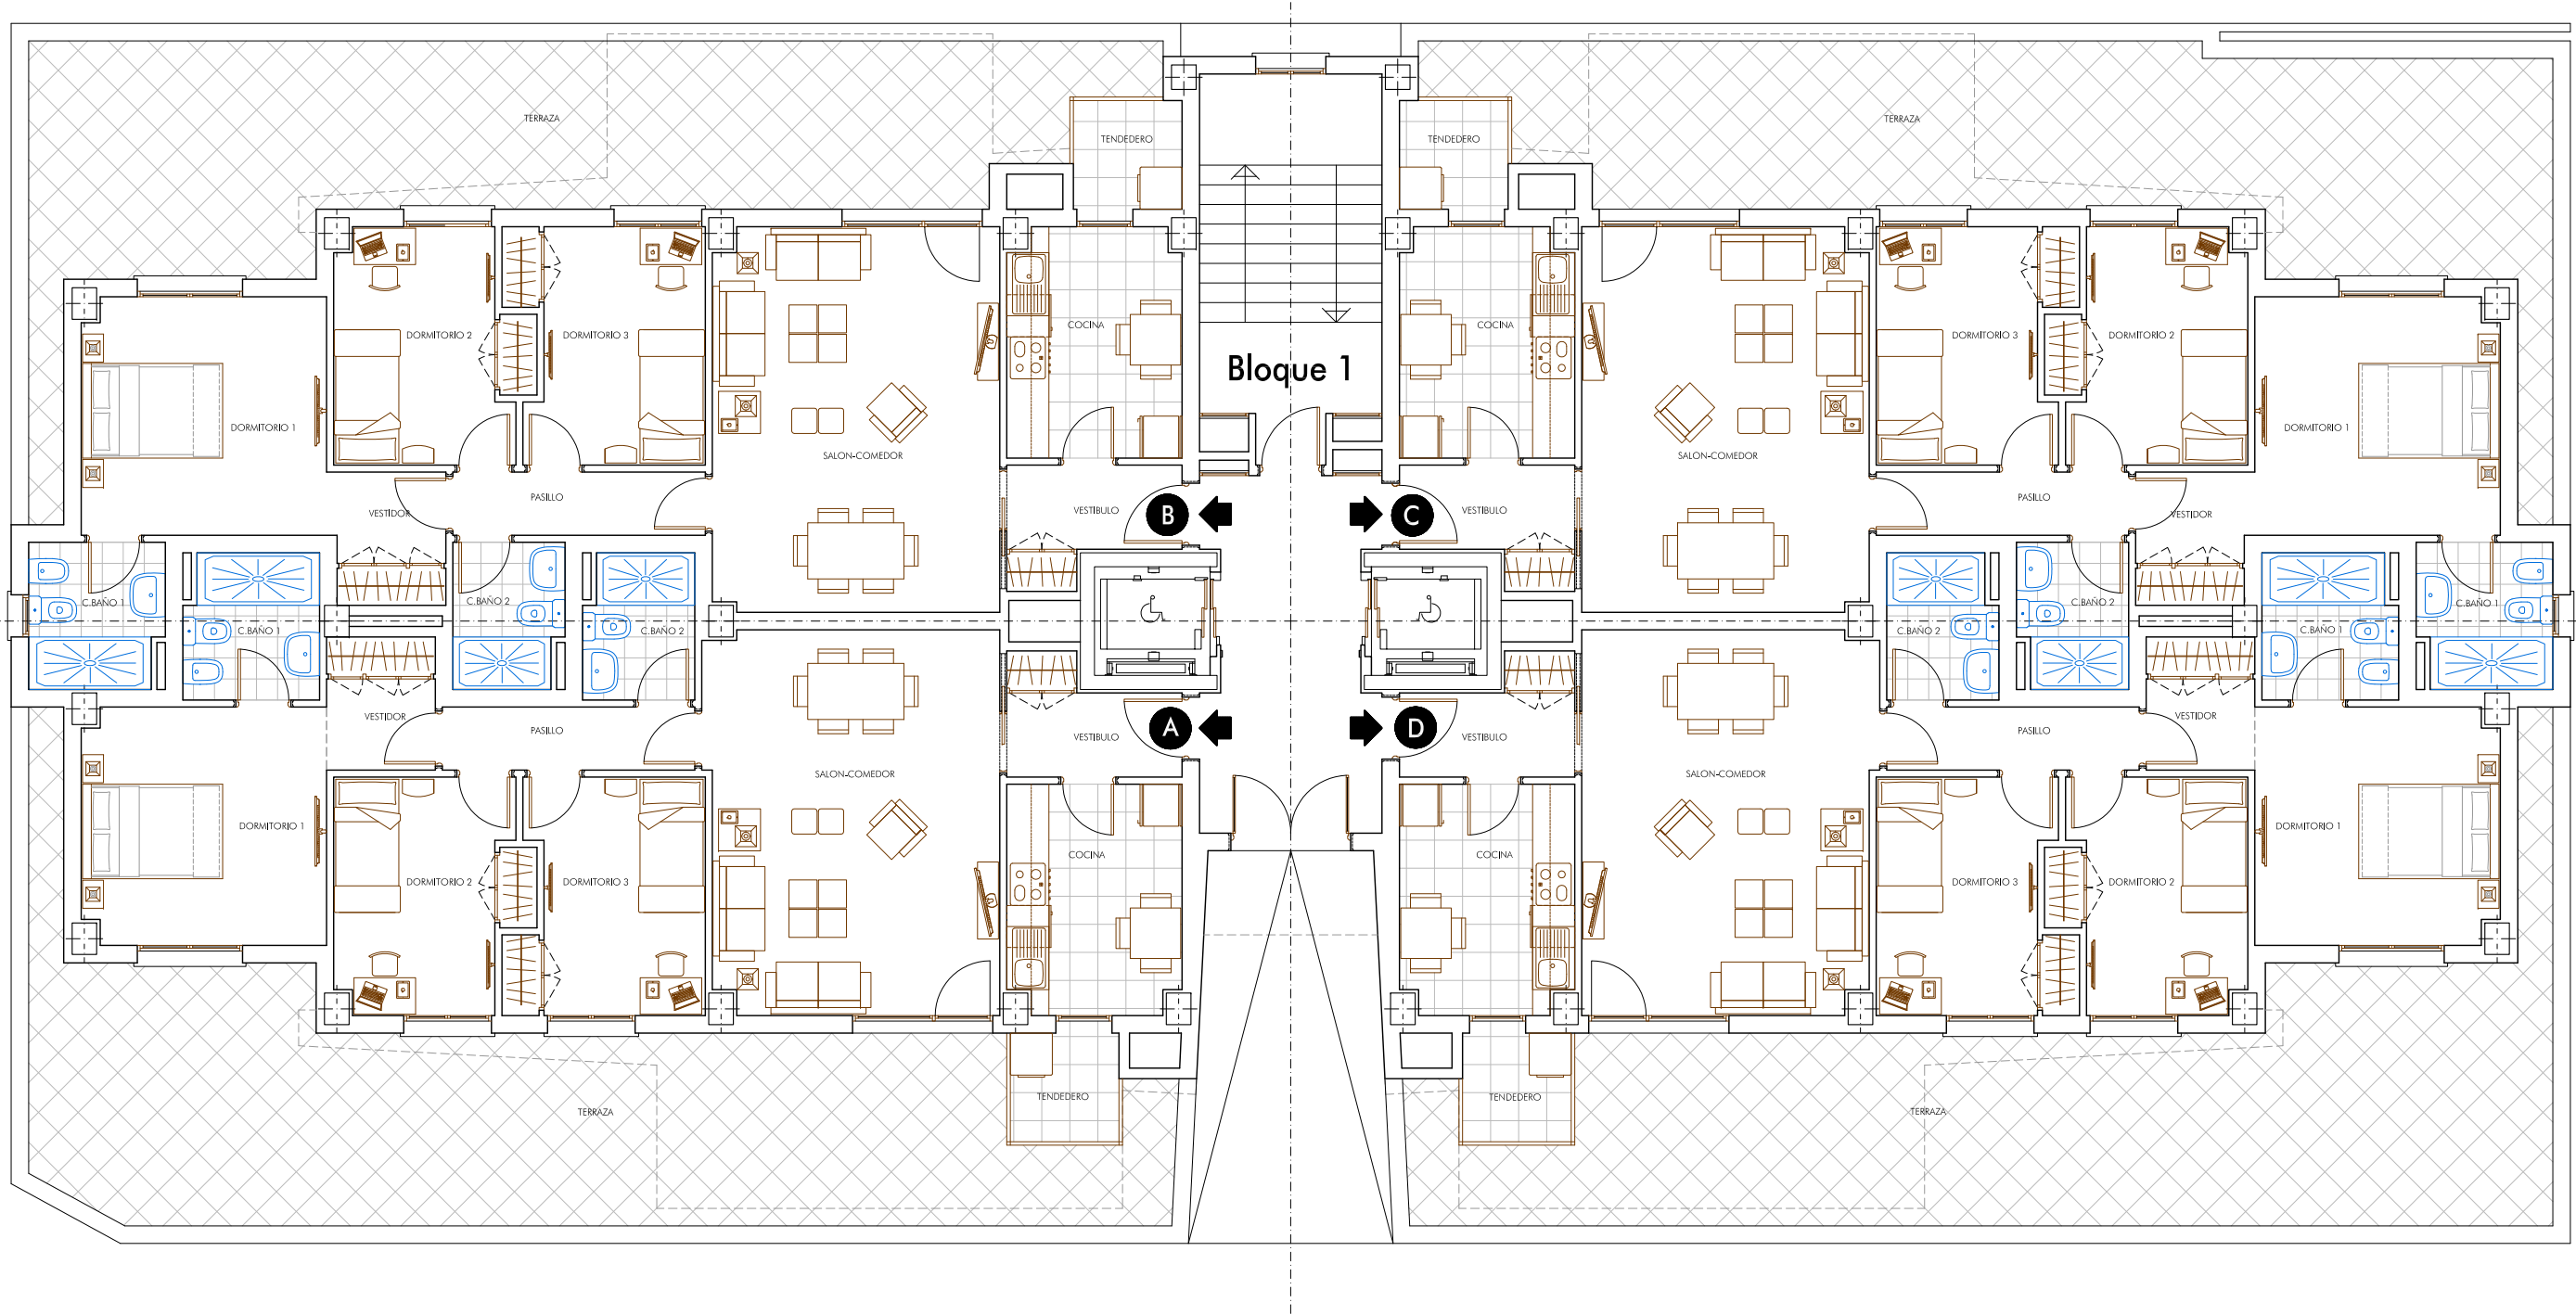 TERRAZA
TENDEDERO
TENDEDERO
TERRAZA
DORMITORIO 2
DORMITORIO 3
COCINA
Bloque 1
COCINA
DORMITORIO 3
DORMITORIO 2
DORMITORIO 1
SALON-COMEDOR
SALON-COMEDOR
DORMITORIO 1
VESTIDOR
PASILLO
VESTIBULO
B
C
VESTIBULO
PASILLO
VESTIDOR
C.BAÑO 1
C.BAÑO 2
C.BAÑO 2
C.BAÑO 1
C.BAÑO 1
C.BAÑO 2
C.BAÑO 2
C.BAÑO 1
VESTIDOR
PASILLO
VESTIBULO
A
D
VESTIBULO
PASILLO
VESTIDOR
SALON-COMEDOR
SALON-COMEDOR
DORMITORIO 1
DORMITORIO 1
COCINA
COCINA
DORMITORIO 2
DORMITORIO 3
DORMITORIO 3
DORMITORIO 2
TENDEDERO
TENDEDERO
TERRAZA
TERRAZA